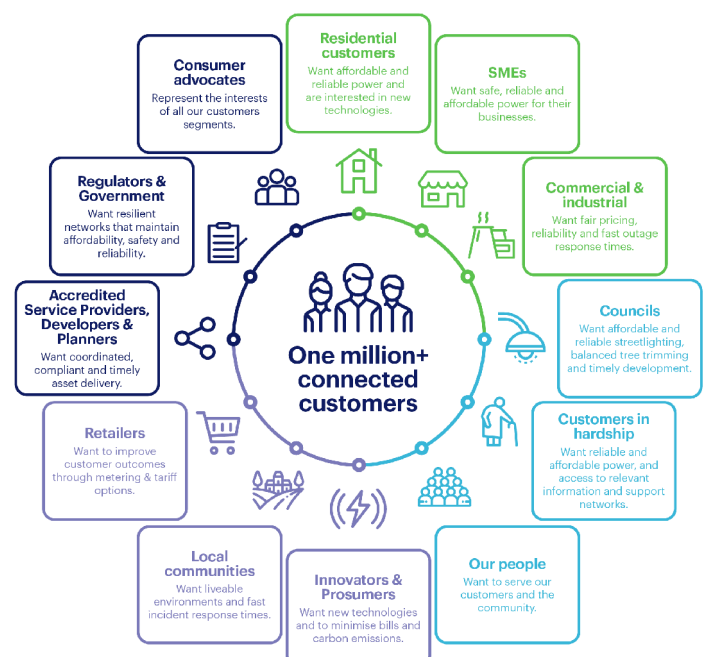 One million+
connected
customers
Residential
customers
Want affordable and
reliable power and
are interested in new
technologies.
SMEs
Want safe, reliable and
affordable power for their
businesses.
Commercial &
industrial
Want fair pricing,
reliability and fast outage
response times.
Councils
Want affordable and
reliable streetlighting,
balanced tree trimming
and timely development.
Customers in
hardship
Want reliable and
affordable power, and
access to relevant
information and support
networks.
Our people
Want to serve our
customers and the
community.
Innovators &
Prosumers
Want new technologies
and to minimise bills and
carbon emissions.
Local
communities
Want liveable
environments and fast
incident response times.
Retailers
Want to improve
customer outcomes
through metering & tariff
options.
Accredited
Service Providers,
Developers &
Planners
Want coordinated,
compliant and timely
asset delivery.
Regulators &
Government
Want resilient
networks that maintain
affordability, safety and
reliability.
Consumer
advocates
Represent the interests
of all our customers
segments.